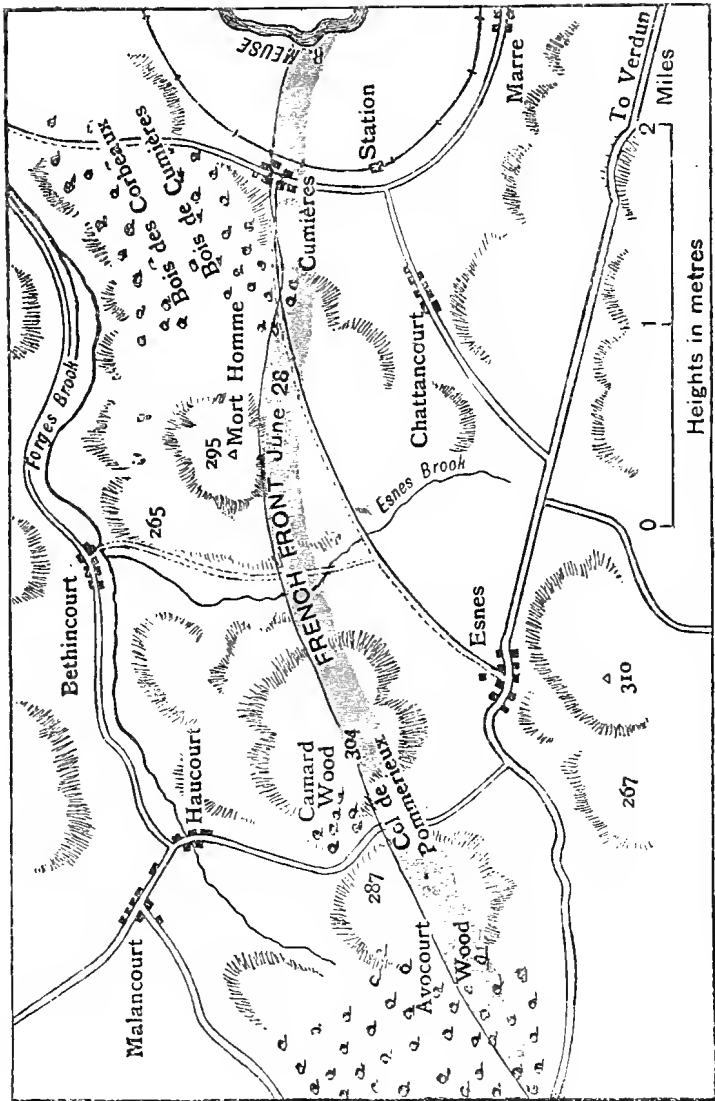 R. MEUSE
Forges Brook
Bois des Corbeaux
Bois de Cumières
Cumières
Station
Marre
To Verdun
Malancourt
Haucourt
Bethincourt
265
295
Mort Homme
Chattancourt
FRENCH FRONT June 28
Esnes Brook
Camard
Wood
304
287
Col de
Pommerieux
Avocourt
Wood
Esnes
310
267
0
1
2
Miles
Heights in metres